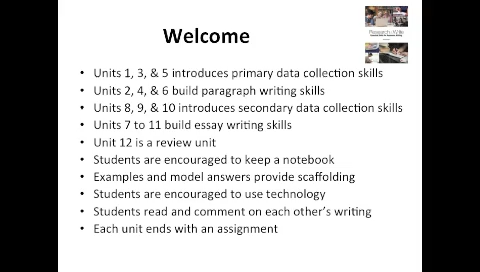 Welcome
Research to Write
• Units 1, 3, & 5 introduces primary data collection skills
• Units 2, 4, & 6 build paragraph writing skills
• Units 8, 9, & 10 introduces secondary data collection skills
• Units 7 to 11 build essay writing skills
• Unit 12 is a review unit
• Students are encouraged to keep a notebook
• Examples and model answers provide scaffolding
• Students are encouraged to use technology
• Students read and comment on each other's writing
• Each unit ends with an assignment